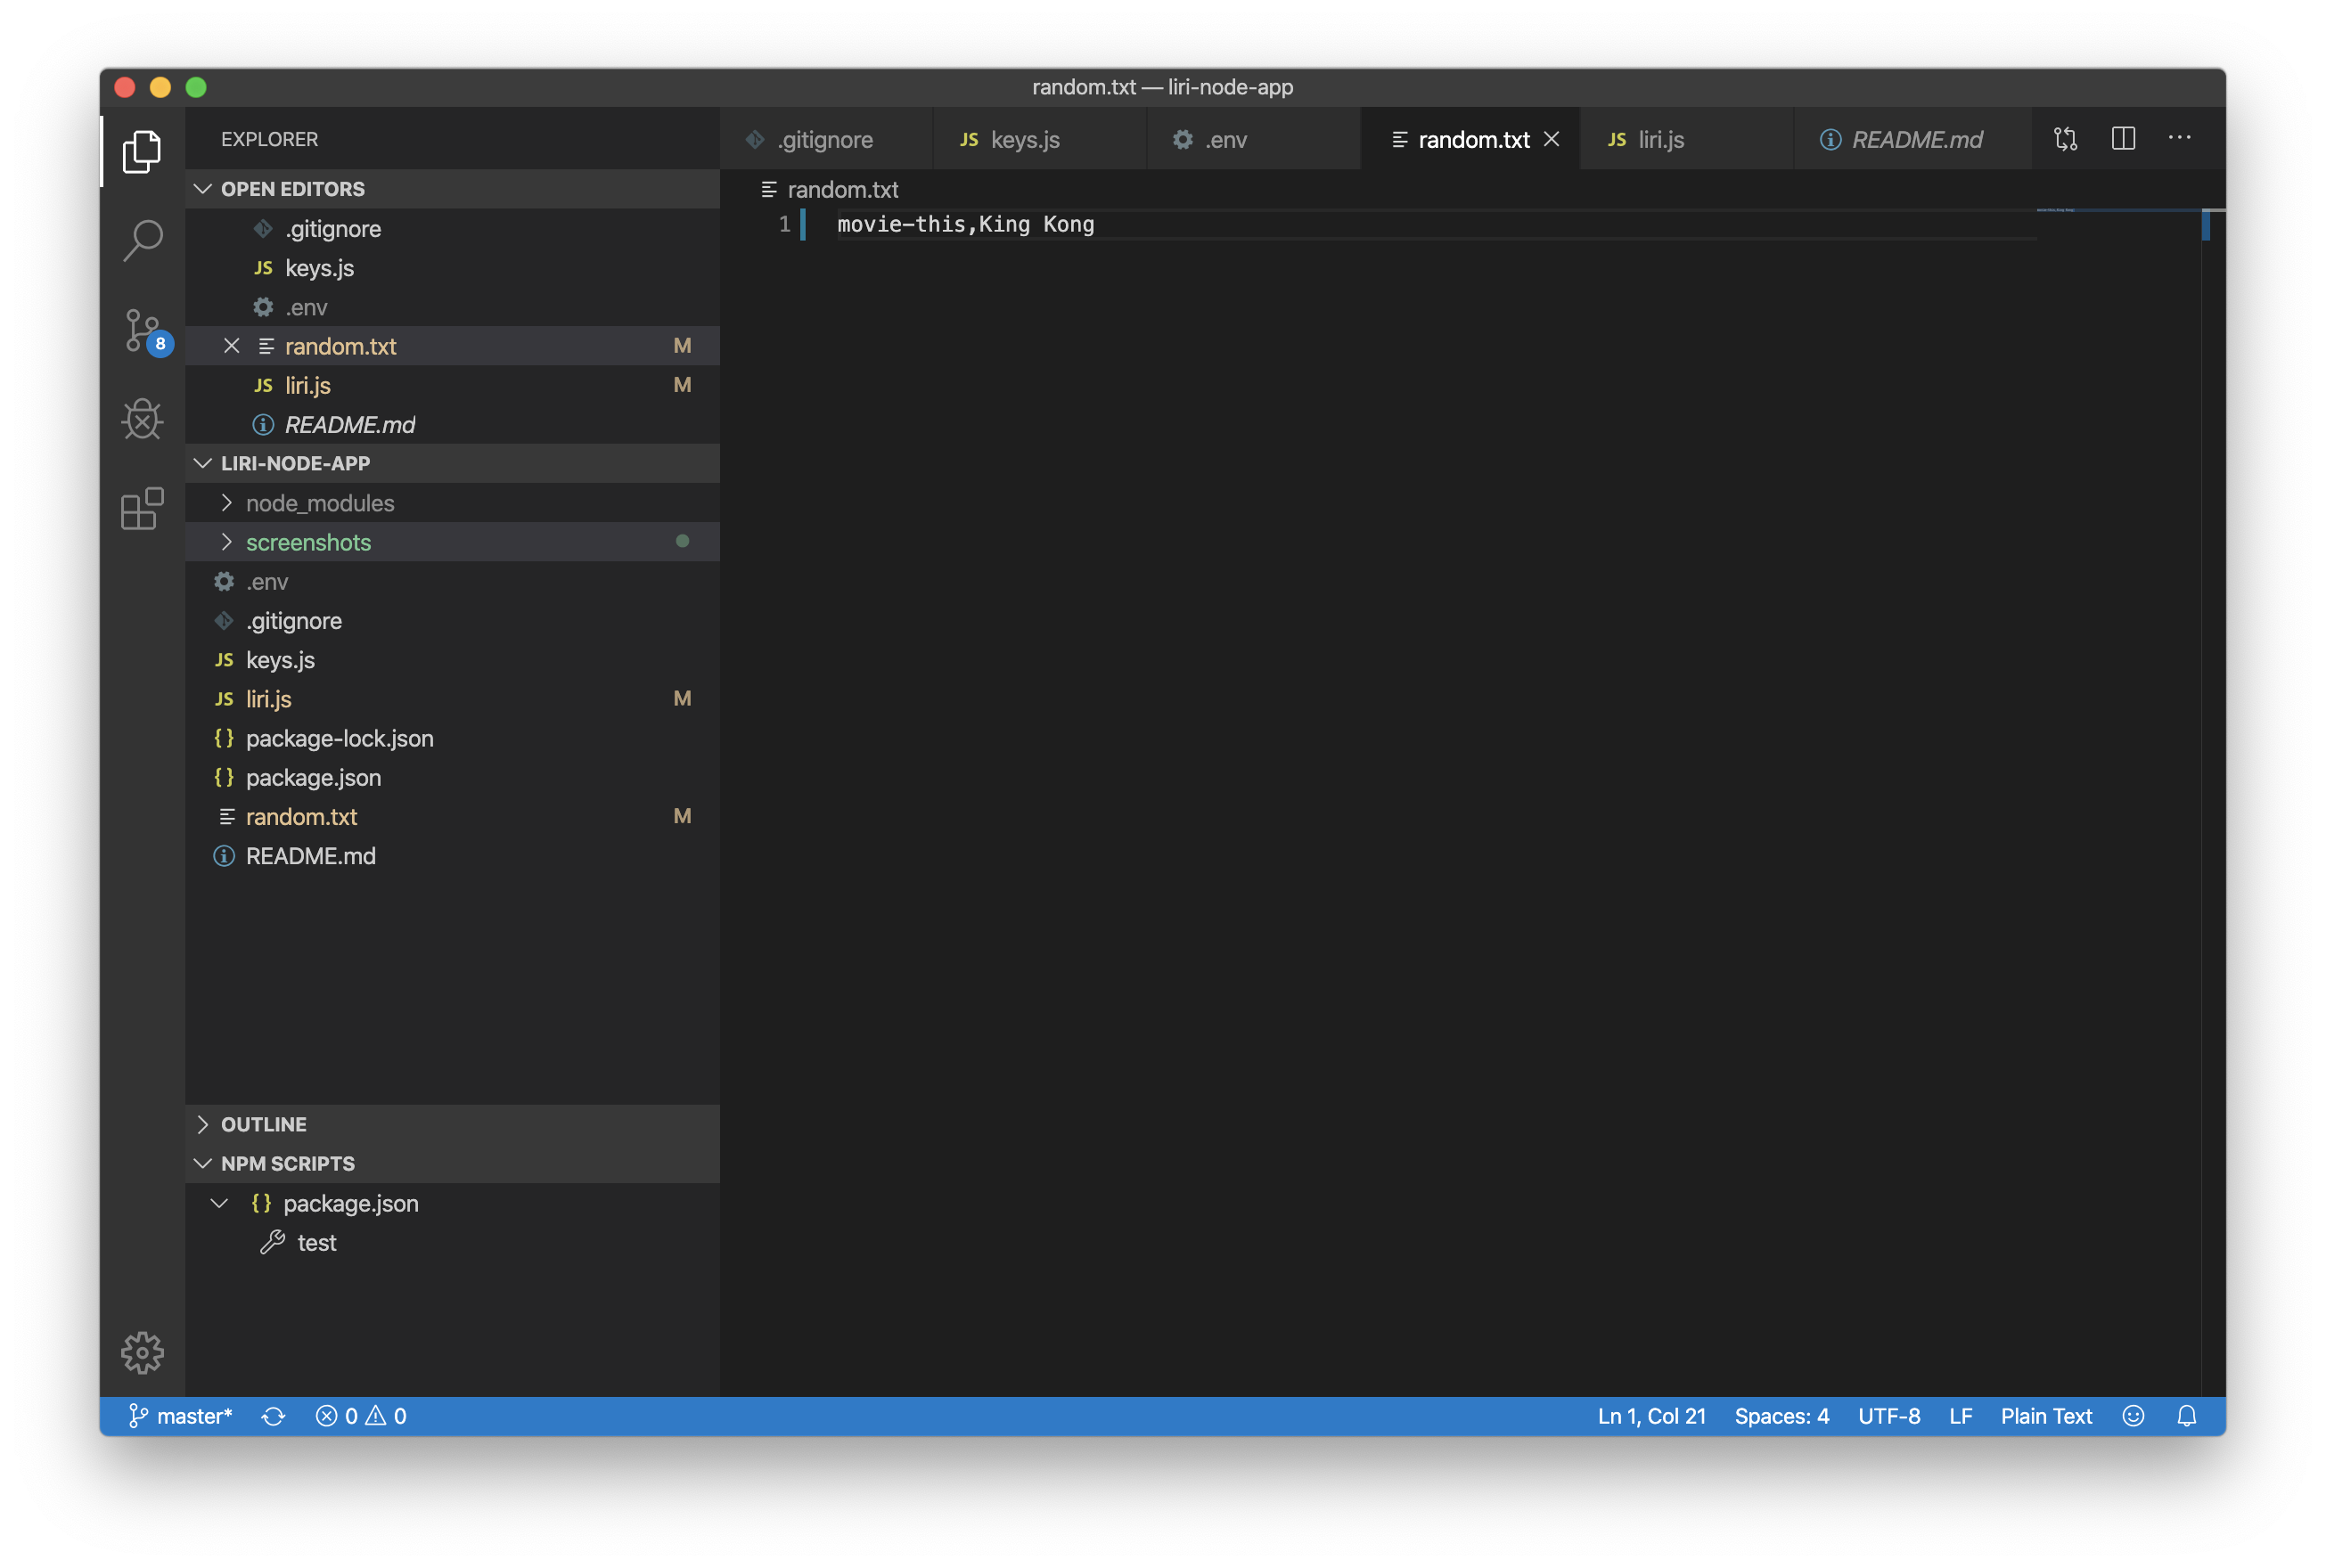 random.txt — liri-node-app
EXPLORER
.gitignore
JS keys.js
.env
random.txt
JS liri.js
README.md
OPEN EDITORS
.gitignore
JS keys.js
.env
random.txt M
JS liri.js M
README.md
8
LIRI-NODE-APP
node_modules
screenshots
.env
.gitignore
JS keys.js
JS liri.js M
{} package-lock.json
{} package.json
random.txt M
README.md
OUTLINE
NPM SCRIPTS
{} package.json
test
random.txt
1 movie-this,King Kong
master* 0 0 Ln 1, Col 21 Spaces: 4 UTF-8 LF Plain Text